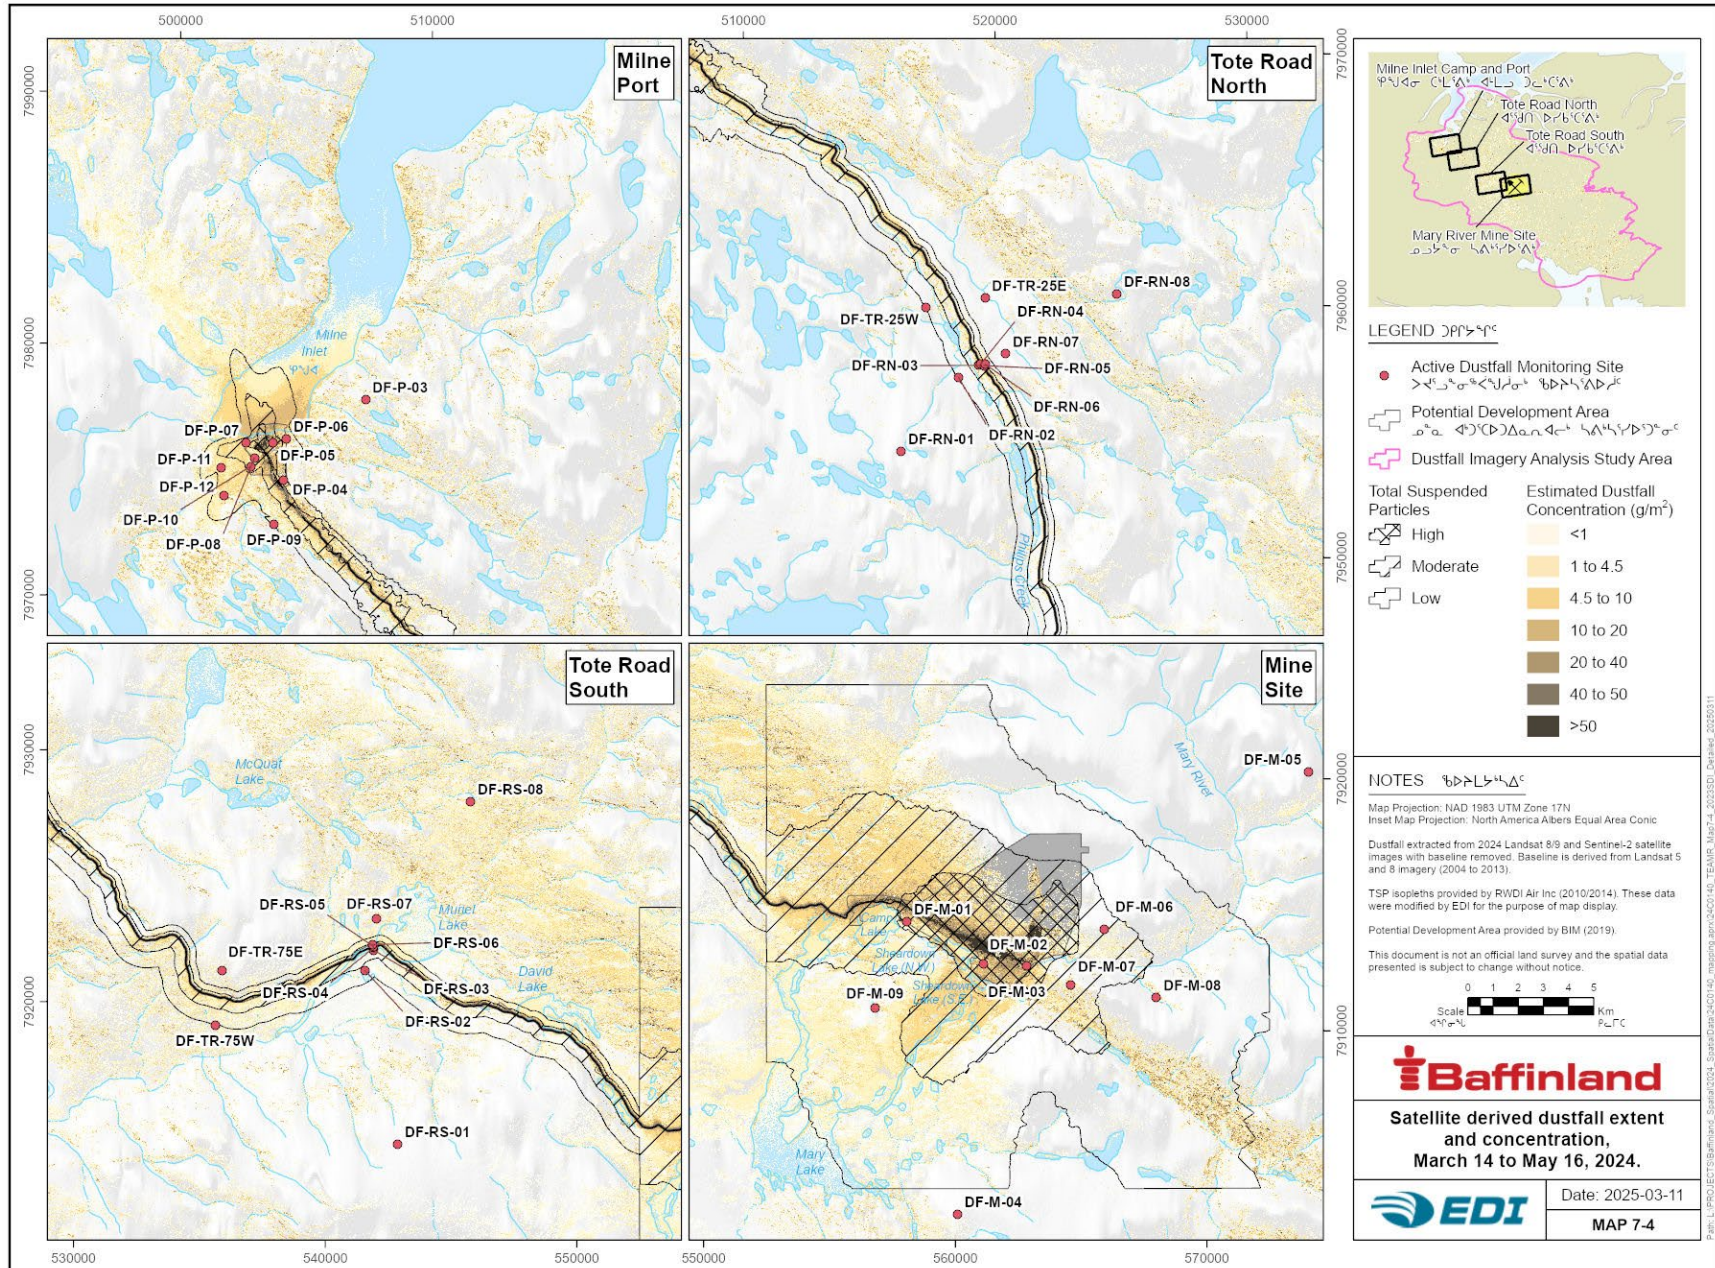 500000
510000
510000
520000
530000
7990000
7980000
7970000
7970000
7960000
7950000
Milne
Port
Milne
Inlet
DF-P-03
DF-P-07
DF-P-06
DF-P-11
DF-P-05
DF-P-12
DF-P-04
DF-P-10
DF-P-08
DF-P-09
Tote Road
North
DF-TR-25E
DF-RN-08
DF-TR-25W
DF-RN-04
DF-RN-07
DF-RN-03
DF-RN-05
DF-RN-06
DF-RN-01
DF-RN-02
Philips Creek
Tote Road
South
McQuat
Lake
DF-RS-08
DF-RS-05
DF-RS-07
Muriel
Lake
DF-TR-75E
DF-RS-06
David
Lake
DF-RS-04
DF-RS-03
DF-RS-02
DF-TR-75W
DF-RS-01
7930000
7920000
530000
540000
550000
Mine
Site
Mary River
DF-M-05
DF-M-01
DF-M-06
Camp
Lake
DF-M-02
Sheardown
Lake (N.W.)
DF-M-07
Sheardown
Lake (S.E.)
DF-M-03
DF-M-08
DF-M-09
Mary
Lake
DF-M-04
7920000
7910000
550000
560000
570000
Milne Inlet Camp and Port
Tote Road North
Tote Road South
Mary River Mine Site
LEGEND
Active Dustfall Monitoring Site
Potential Development Area
Dustfall Imagery Analysis Study Area
Total Suspended
Particles
High
Moderate
Low
Estimated Dustfall
Concentration (g/m²)
<1
1 to 4.5
4.5 to 10
10 to 20
20 to 40
40 to 50
>50
NOTES
Map Projection: NAD 1983 UTM Zone 17N
Inset Map Projection: North America Albers Equal Area Conic
Dustfall extracted from 2024 Landsat 8/9 and Sentinel-2 satellite
images with baseline removed. Baseline is derived from Landsat 5
and 8 imagery (2004 to 2013).
TSP isopleths provided by RWDI Air Inc (2010/2014). These data
were modified by EDI for the purpose of map display.
Potential Development Area provided by BIM (2019).
This document is not an official land survey and the spatial data
presented is subject to change without notice.
0 1 2 3 4 5
Scale Km
Baffinland
Satellite derived dustfall extent
and concentration,
March 14 to May 16, 2024.
EDI
Date: 2025-03-11
MAP 7-4